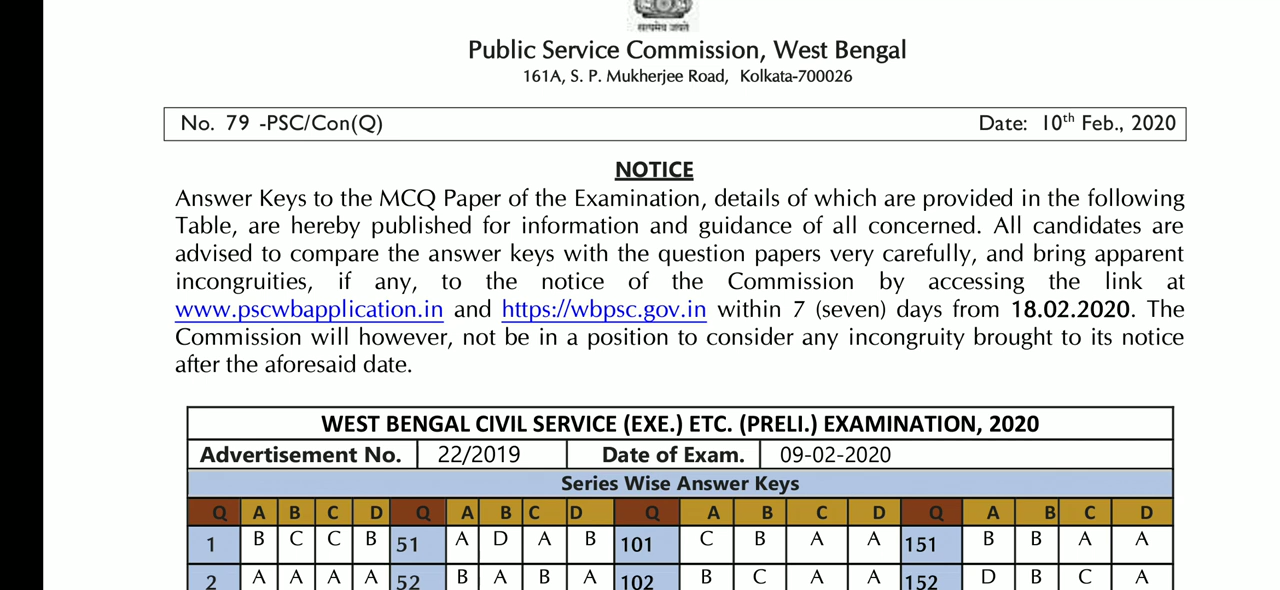 सत्यमेव जयते
Public Service Commission, West Bengal
161A, S. P. Mukherjee Road, Kolkata-700026
No. 79 -PSC/Con(Q) Date: 10th Feb., 2020
NOTICE
Answer Keys to the MCQ Paper of the Examination, details of which are provided in the following
Table, are hereby published for information and guidance of all concerned. All candidates are
advised to compare the answer keys with the question papers very carefully, and bring apparent
incongruities, if any, to the notice of the Commission by accessing the link at
www.pscwbapplication.in and https://wbpsc.gov.in within 7 (seven) days from 18.02.2020. The
Commission will however, not be in a position to consider any incongruity brought to its notice
after the aforesaid date.
WEST BENGAL CIVIL SERVICE (EXE.) ETC. (PRELI.) EXAMINATION, 2020
Advertisement No. 22/2019 Date of Exam. 09-02-2020
Series Wise Answer Keys
Q A B C D Q A B C D Q A B C D Q A B C D
1 B C C B 51 A D A B 101 C B A A 151 B B A A
2 A A A A 52 B A B A 102 B C A A 152 D B C A